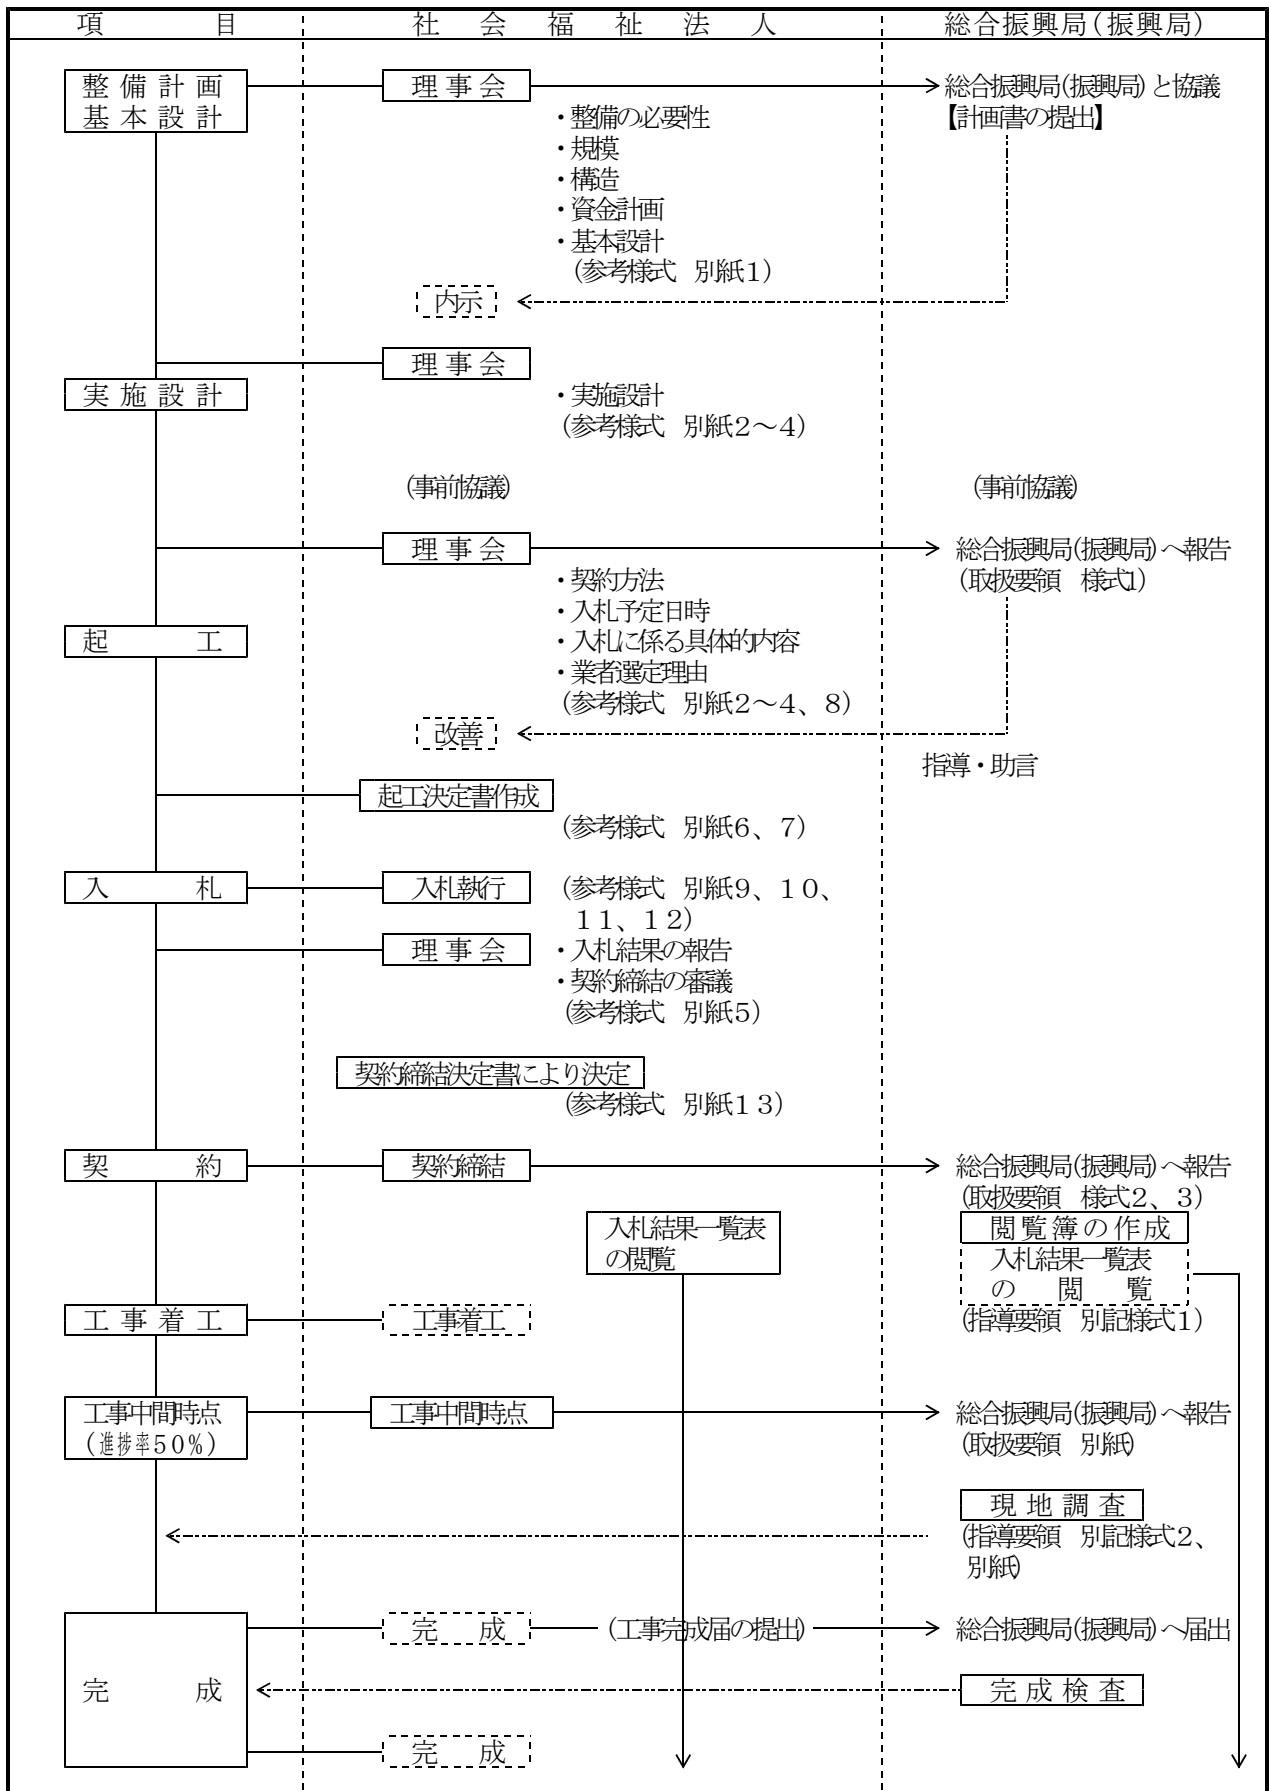 項　目　社会福祉法人　総合振興局(振興局)
整備計画　理事会　総合振興局(振興局)と協議
基本設計　・整備の必要性　【計画書の提出】
・規模
・構造
・資金計画
・基本設計
(参考様式　別紙１)
内示
理事会
実施設計　・実施設計
(参考様式　別紙２～４)
(事前協議)　(事前協議)
理事会　総合振興局(振興局)へ報告
・契約方法　(取扱要領　様式1)
・入札予定日時
起　工　・入札に係る具体的内容
・業者選定理由
(参考様式　別紙２～４、８)
改善
指導・助言
起工決定書作成
(参考様式　別紙６、７)
入　札　入札執行　(参考様式　別紙９、１０、
１１、１２)
理事会　・入札結果の報告
・契約締結の審議
(参考様式　別紙５)
契約締結決定書により決定
(参考様式　別紙１３)
契　約　契約締結　総合振興局(振興局)へ報告
(取扱要領　様式２、３)
入札結果一覧表　閲覧簿の作成
の閲覧　入札結果一覧表
の　閲　覧
工事着工　工事着工　(指導要領　別記様式１)
工事中間時点　工事中間時点　総合振興局(振興局)へ報告
(進捗率５０％)　(取扱要領　別紙)
現地調査
(指導要領　別記様式２、
別紙)
完　成　(工事完成届の提出)　総合振興局(振興局)へ届出
完　成　完成検査
完　成